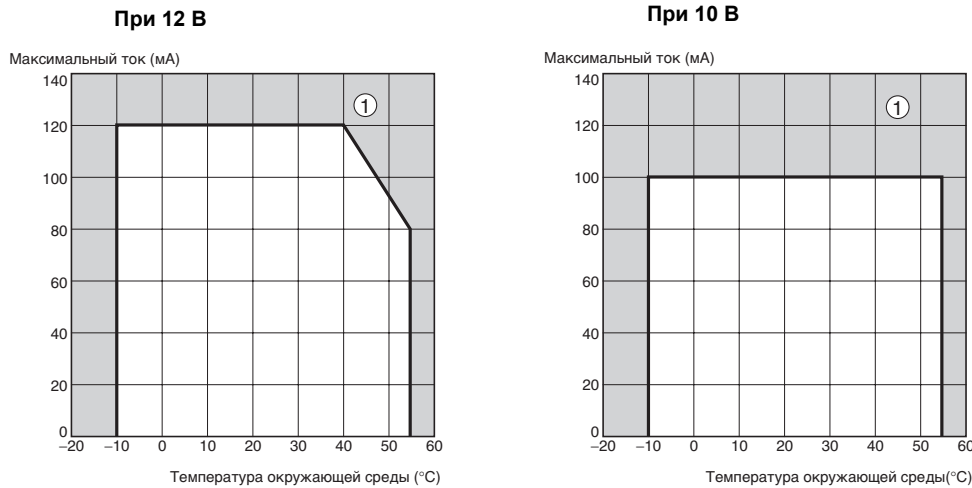 При 12 В
Максимальный ток (мА)
140
120
100
80
60
40
20
0
–20 –10 0 10 20 30 40 50 60
Температура окружающей среды (°C)
1
При 10 В
Максимальный ток (мА)
140
120
100
80
60
40
20
0
–20 –10 0 10 20 30 40 50 60
Температура окружающей среды(°C)
1